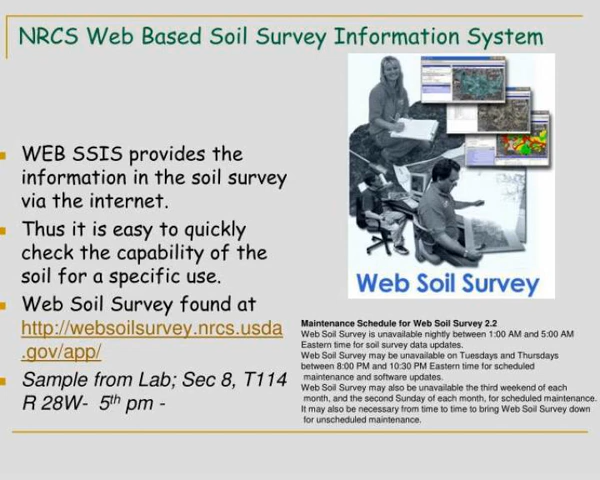 NRCS Web Based Soil Survey Information System
WEB SSIS provides the
information in the soil survey
via the internet.
Thus it is easy to quickly
check the capability of the
soil for a specific use.
Web Soil Survey found at
http://websoilsurvey.nrcs.usda
.gov/app/
Sample from Lab; Sec 8, T114
R 28W- 5th pm -
Web Soil Survey
Maintenance Schedule for Web Soil Survey 2.2
Web Soil Survey is unavailable nightly between 1:00 AM and 5:00 AM
Eastern time for soil survey data updates.
Web Soil Survey may be unavailable on Tuesdays and Thursdays
between 8:00 PM and 10:30 PM Eastern time for scheduled
maintenance and software updates.
Web Soil Survey may also be unavailable the third weekend of each
month, and the second Sunday of each month, for scheduled maintenance.
It may also be necessary from time to time to bring Web Soil Survey down
for unscheduled maintenance.